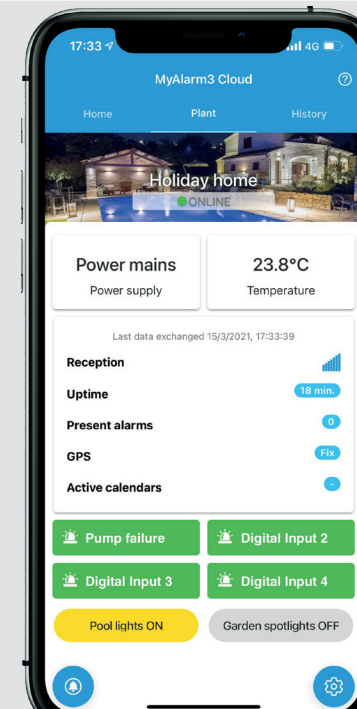 17:33 4G
MyAlarm3 Cloud ?
Home Plant History
Holiday home
ONLINE
Power mains
Power supply
23.8°C
Temperature
Last data exchanged 15/3/2021, 17:33:39
Reception
Uptime 18 min.
Present alarms 0
GPS Fix
Active calendars -
Pump failure Digital Input 2
Digital Input 3 Digital Input 4
Pool lights ON Garden spotlights OFF